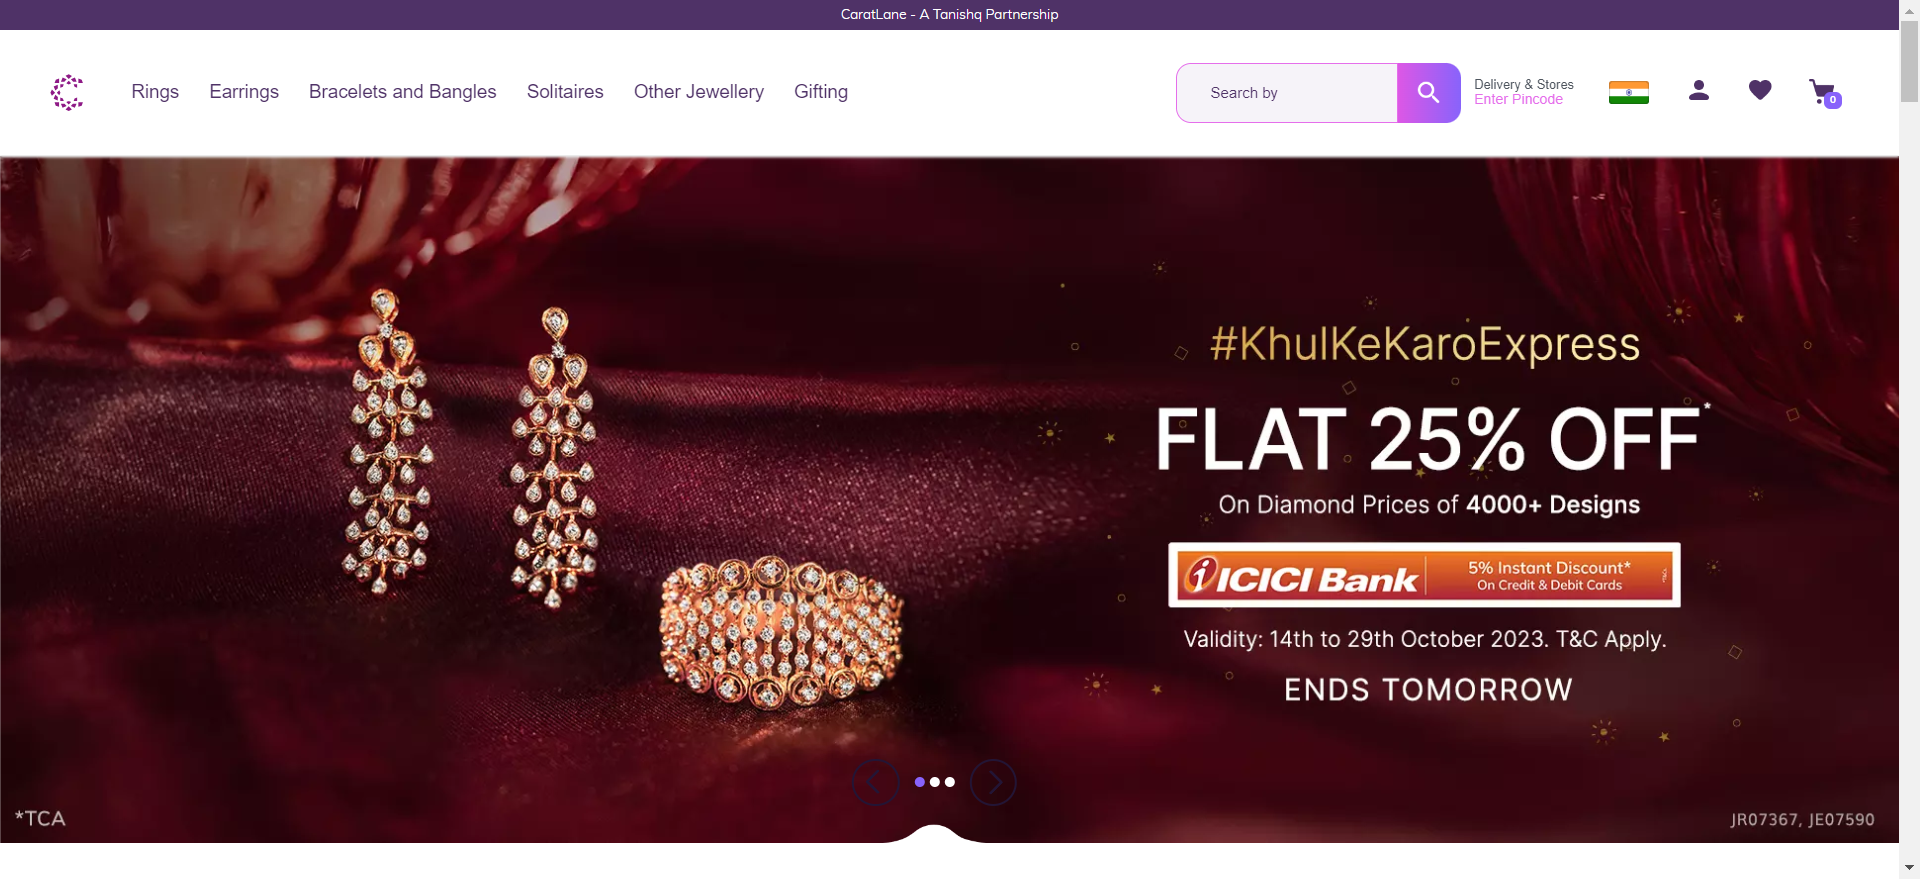 CaratLane - A Tanishq Partnership
Rings Earrings Bracelets and Bangles Solitaires Other Jewellery Gifting
Search by
Delivery & Stores
Enter Pincode
0
#KhulKeKaroExpress
FLAT 25% OFF*
On Diamond Prices of 4000+ Designs
ICICI Bank
5% Instant Discount*
On Credit & Debit Cards
Validity: 14th to 29th October 2023. T&C Apply.
ENDS TOMORROW
*TCA
JR07367, JE07590